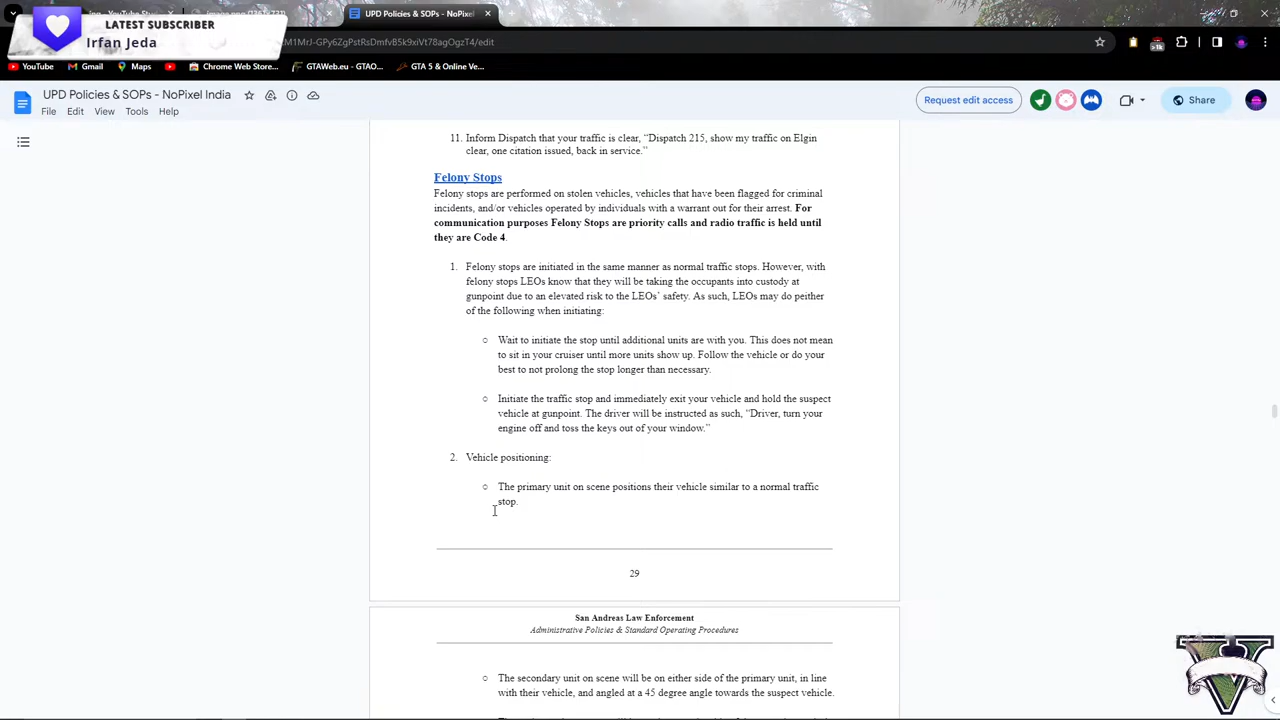 LATEST SUBSCRIBER
Irfan Jeda
UPD Policies & SOPs - NoPixel
M1MrJ-GPy6ZgPstRsDmfvB5k9xiVt78agOgzT4/edit
YouTube
Gmail
Maps
Chrome Web Store...
GTAWeb.eu - GTAO...
GTA 5 & Online Ve...
UPD Policies & SOPs - NoPixel India
File Edit View Tools Help
Request edit access
Share
11. Inform Dispatch that your traffic is clear, “Dispatch 215, show my traffic on Elgin
clear, one citation issued, back in service.”
Felony Stops
Felony stops are performed on stolen vehicles, vehicles that have been flagged for criminal
incidents, and/or vehicles operated by individuals with a warrant out for their arrest. For
communication purposes Felony Stops are priority calls and radio traffic is held until
they are Code 4.
1. Felony stops are initiated in the same manner as normal traffic stops. However, with
felony stops LEOs know that they will be taking the occupants into custody at
gunpoint due to an elevated risk to the LEOs’ safety. As such, LEOs may do peither
of the following when initiating:
○ Wait to initiate the stop until additional units are with you. This does not mean
to sit in your cruiser until more units show up. Follow the vehicle or do your
best to not prolong the stop longer than necessary.
○ Initiate the traffic stop and immediately exit your vehicle and hold the suspect
vehicle at gunpoint. The driver will be instructed as such, “Driver, turn your
engine off and toss the keys out of your window.”
2. Vehicle positioning:
○ The primary unit on scene positions their vehicle similar to a normal traffic
stop.
29
San Andreas Law Enforcement
Administrative Policies & Standard Operating Procedures
○ The secondary unit on scene will be on either side of the primary unit, in line
with their vehicle, and angled at a 45 degree angle towards the suspect vehicle.